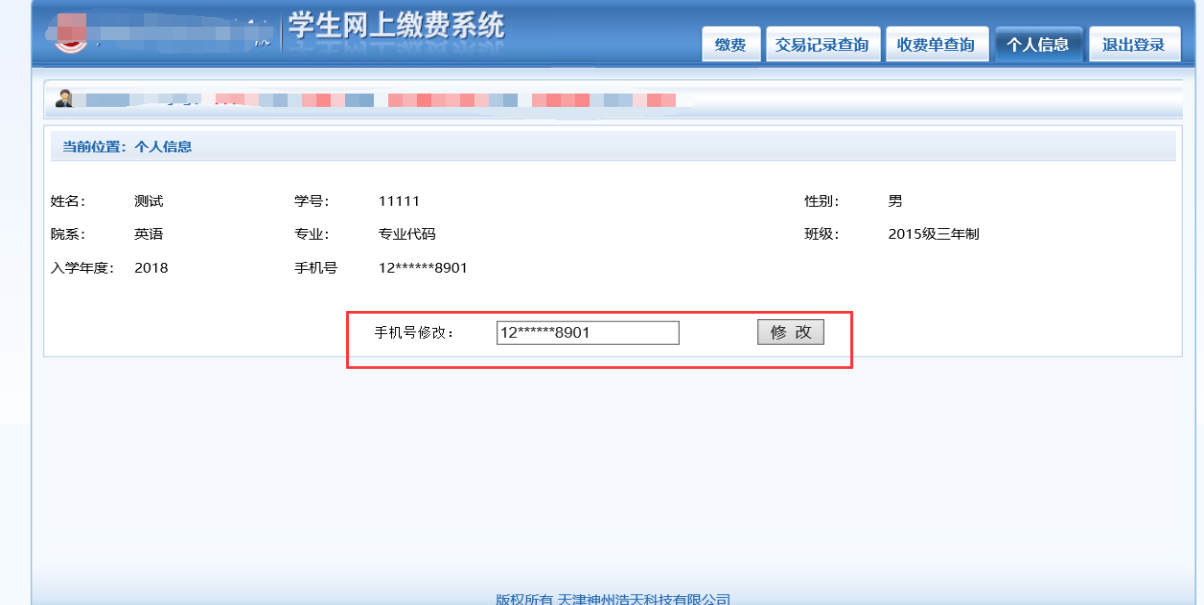 学生网上缴费系统
缴费 交易记录查询 收费单查询 个人信息 退出登录
当前位置：个人信息
姓名： 测试 学号： 11111 性别： 男
院系： 英语 专业： 专业代码 班级： 2015级三年制
入学年度： 2018 手机号 12******8901
手机号修改： 12******8901 修 改
版权所有 天津神州浩天科技有限公司